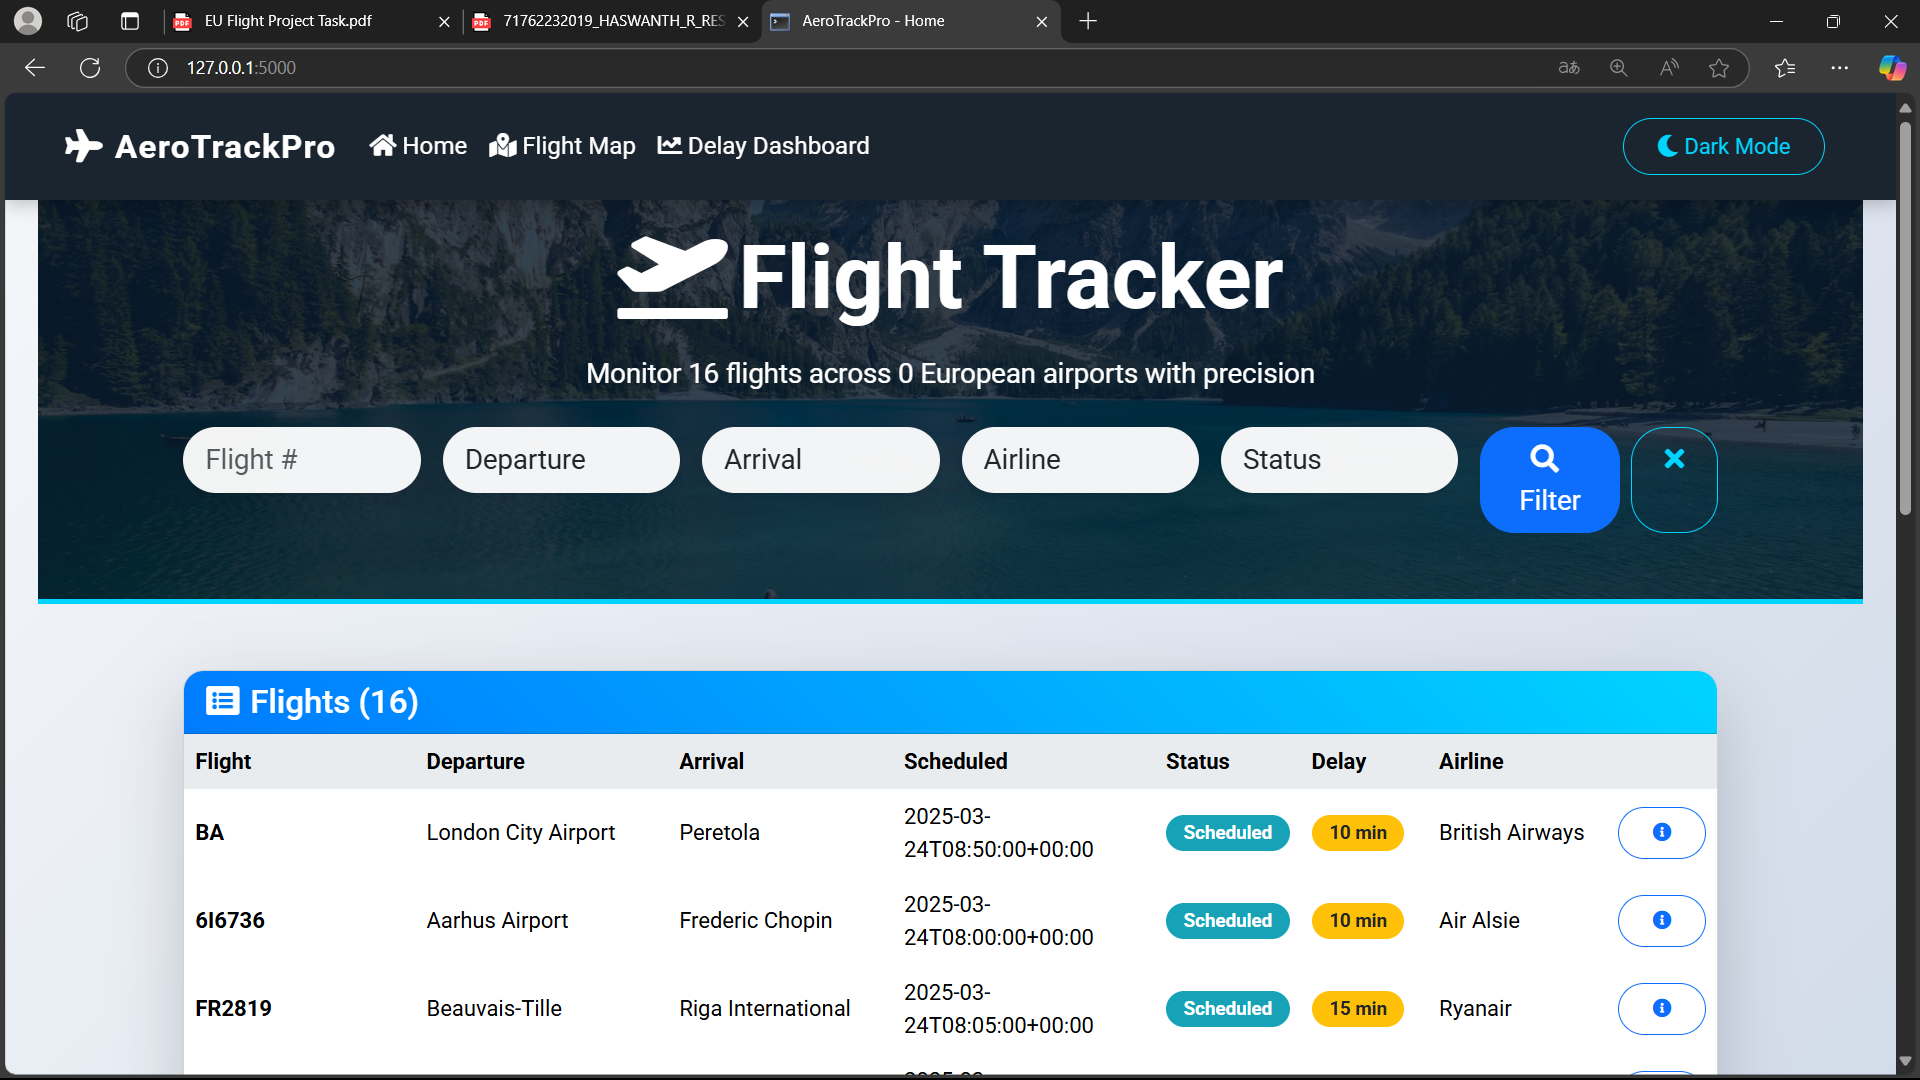 EU Flight Project Task.pdf
71762232019_HASWANTH_R_RES
AeroTrackPro - Home
127.0.0.1:5000
AeroTrackPro
Home
Flight Map
Delay Dashboard
Dark Mode
Flight Tracker
Monitor 16 flights across 0 European airports with precision
Flight #
Departure
Arrival
Airline
Status
Filter
Flights (16)
Flight Departure Arrival Scheduled Status Delay Airline
BA London City Airport Peretola 2025-03-
24T08:50:00+00:00 Scheduled 10 min British Airways
6I6736 Aarhus Airport Frederic Chopin 2025-03-
24T08:00:00+00:00 Scheduled 10 min Air Alsie
FR2819 Beauvais-Tille Riga International 2025-03-
24T08:05:00+00:00 Scheduled 15 min Ryanair